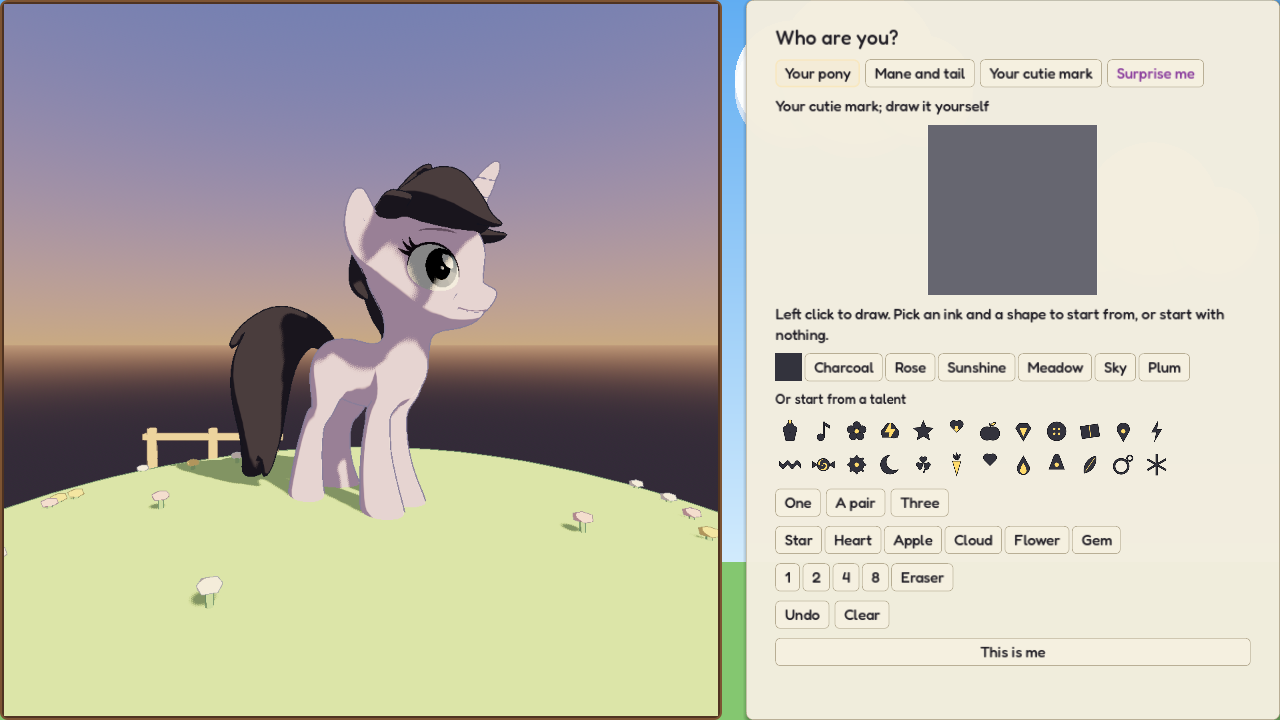 Who are you?
Your pony Mane and tail Your cutie mark Surprise me
Your cutie mark; draw it yourself
Left click to draw. Pick an ink and a shape to start from, or start with
nothing.
Charcoal Rose Sunshine Meadow Sky Plum
Or start from a talent
One A pair Three
Star Heart Apple Cloud Flower Gem
1 2 4 8 Eraser
Undo Clear
This is me